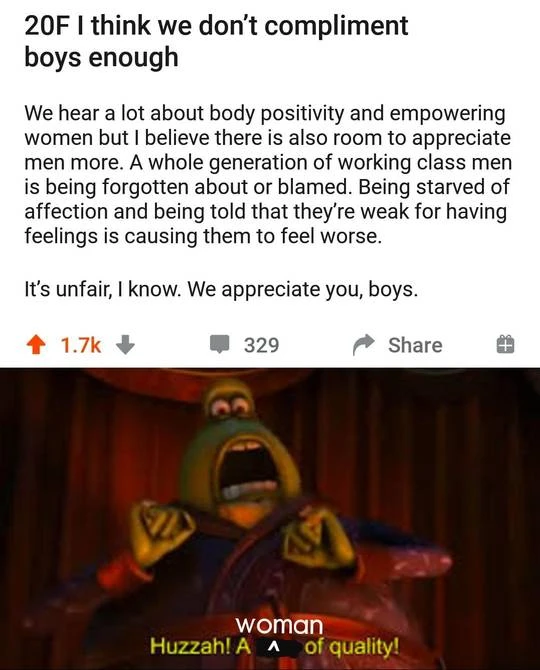 20F I think we don't compliment
boys enough
We hear a lot about body positivity and empowering
women but I believe there is also room to appreciate
men more. A whole generation of working class men
is being forgotten about or blamed. Being starved of
affection and being told that they're weak for having
feelings is causing them to feel worse.
It's unfair, I know. We appreciate you, boys.
1.7k 329 Share
woman
Huzzah! A ^ of quality!